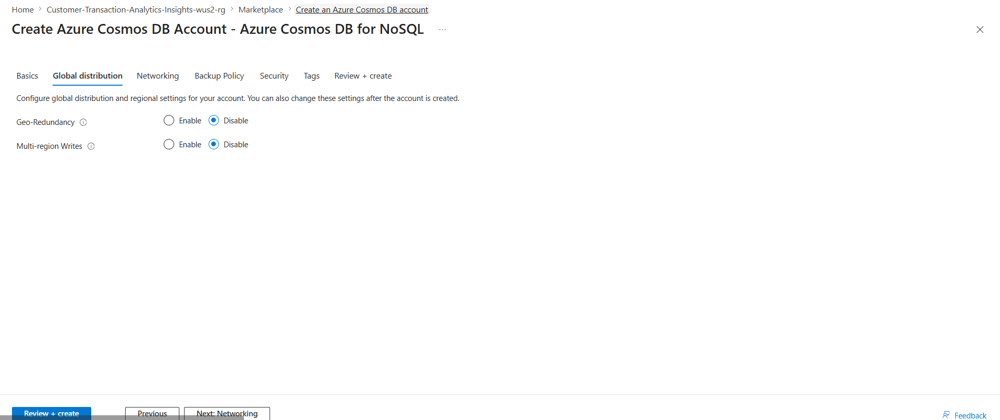 Home > Customer-Transaction-Analytics-Insights-wus2-rg > Marketplace > Create an Azure Cosmos DB account
Create Azure Cosmos DB Account - Azure Cosmos DB for NoSQL ...
Basics Global distribution Networking Backup Policy Security Tags Review + create
Configure global distribution and regional settings for your account. You can also change these settings after the account is created.
Geo-Redundancy Enable Disable
Multi-region Writes Enable Disable
Review + create Previous Next: Networking Feedback